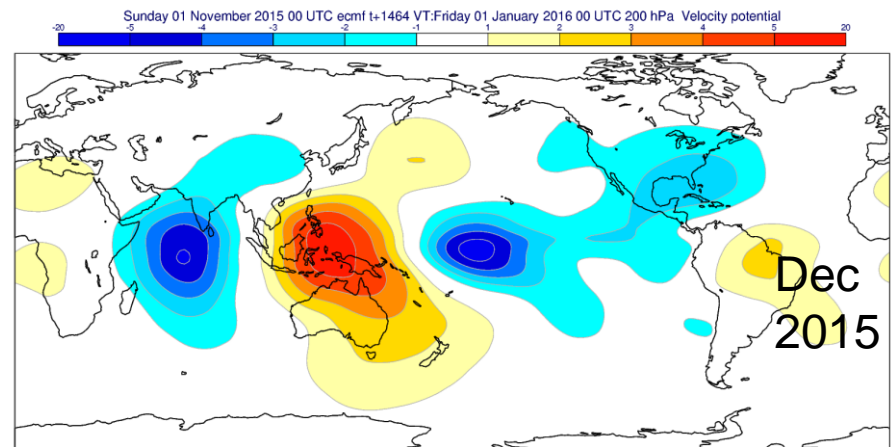 Sunday 01 November 2015 00 UTC ecmf t+1464 VT:Friday 01 January 2016 00 UTC 200 hPa Velocity potential
-20 -5 -4 -3 -2 -1 1 2 3 4 5 20
Dec
2015